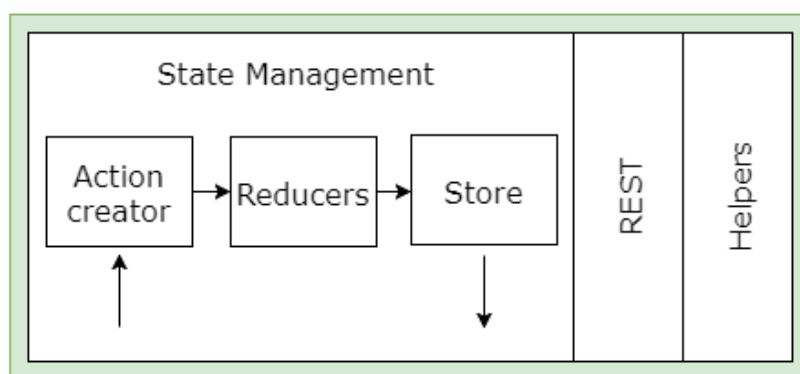 State Management
Action
creator
Reducers
Store
REST
Helpers